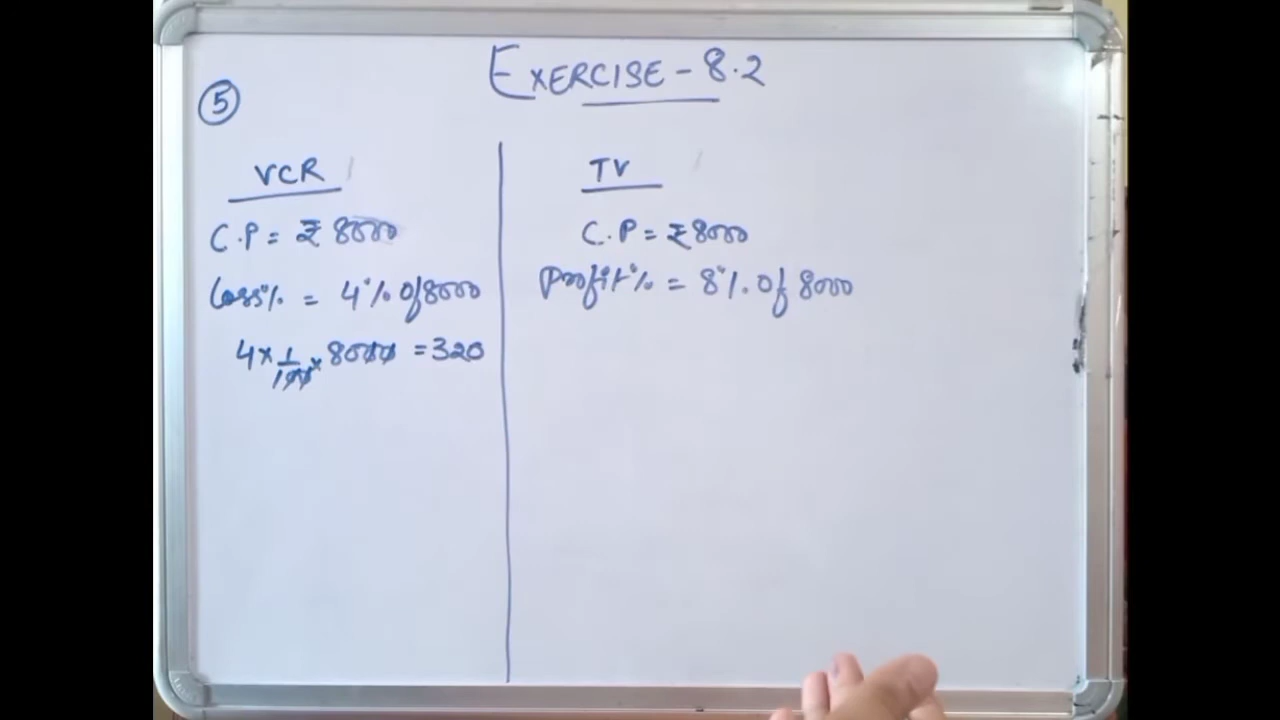 EXERCISE - 8.2
5
VCR
C.P = ₹ 8000
Loss% = 4% of 8000
4 × 1/100 × 8000 = 320
TV
C.P = ₹ 8000
Profit% = 8% of 8000